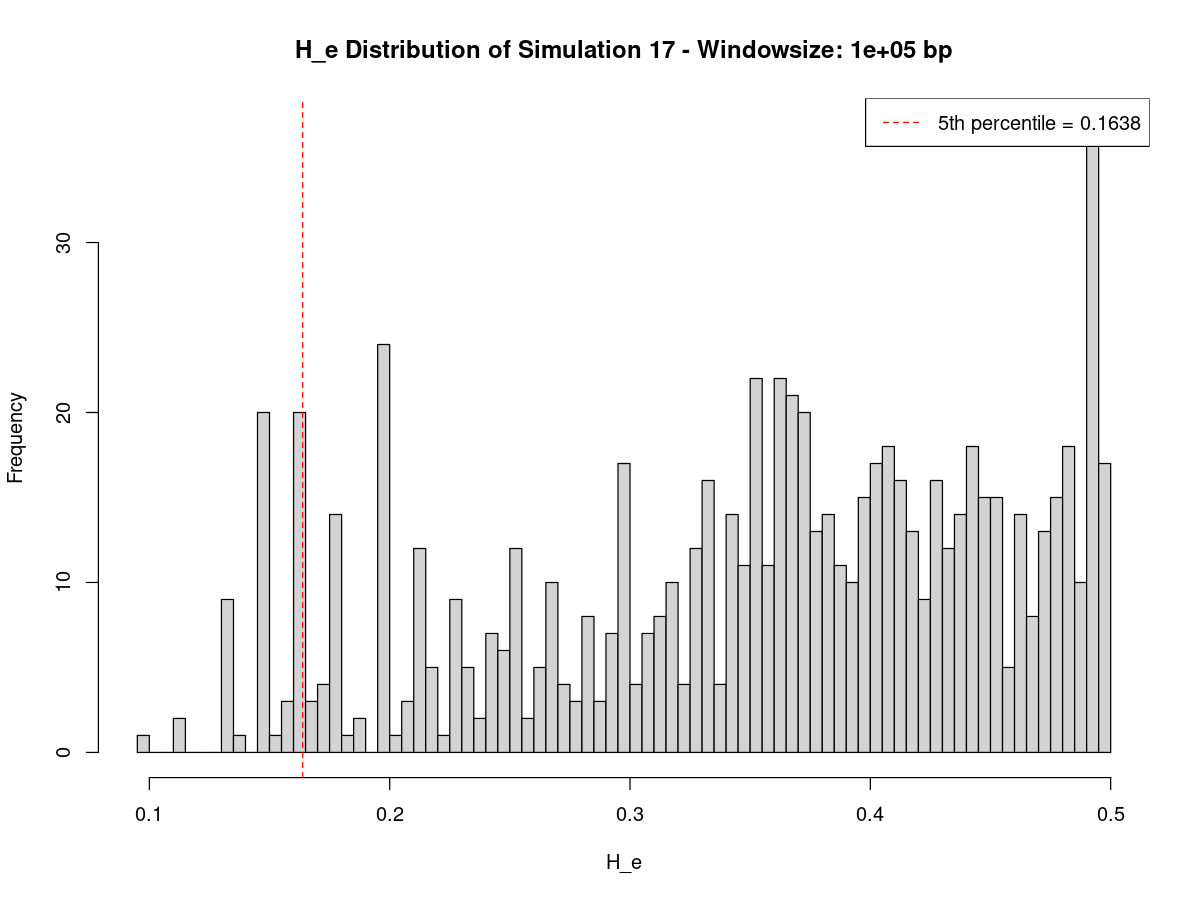 H_e Distribution of Simulation 17 - Windowsize: 1e+05 bp
5th percentile = 0.1638
Frequency
30
20
10
0
0.1 0.2 0.3 0.4 0.5
H_e